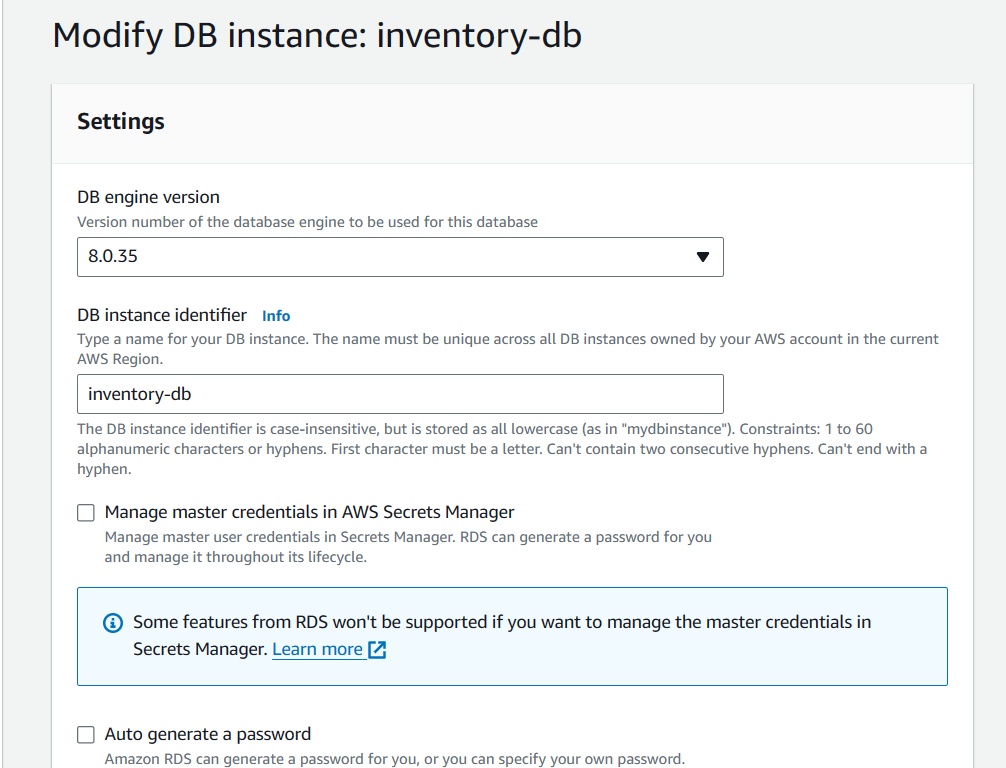 Modify DB instance: inventory-db
Settings
DB engine version
Version number of the database engine to be used for this database
8.0.35
DB instance identifier Info
Type a name for your DB instance. The name must be unique across all DB instances owned by your AWS account in the current
AWS Region.
inventory-db
The DB instance identifier is case-insensitive, but is stored as all lowercase (as in "mydbinstance"). Constraints: 1 to 60
alphanumeric characters or hyphens. First character must be a letter. Can't contain two consecutive hyphens. Can't end with a
hyphen.
Manage master credentials in AWS Secrets Manager
Manage master user credentials in Secrets Manager. RDS can generate a password for you
and manage it throughout its lifecycle.
Some features from RDS won't be supported if you want to manage the master credentials in
Secrets Manager. Learn more
Auto generate a password
Amazon RDS can generate a password for you, or you can specify your own password.